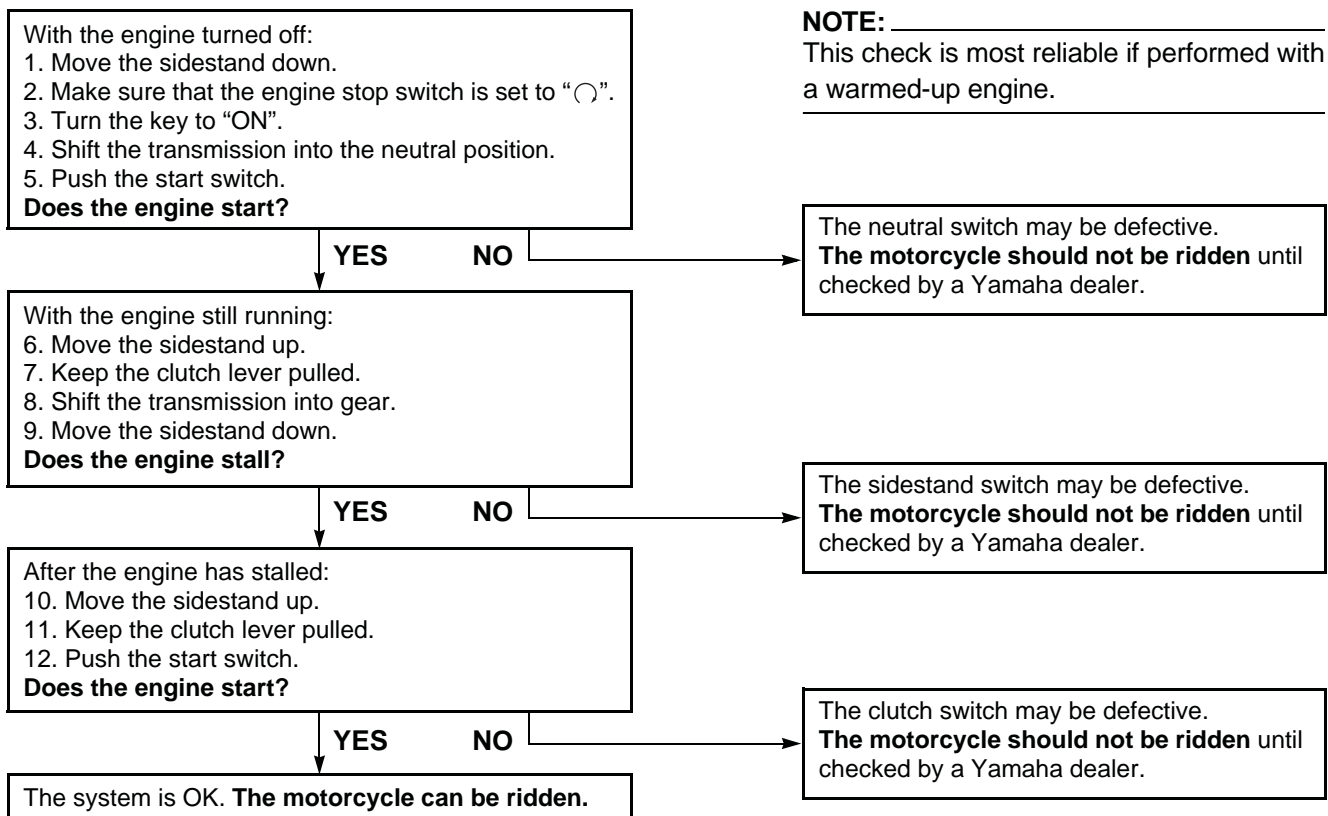 With the engine turned off:
1. Move the sidestand down.
2. Make sure that the engine stop switch is set to “”.
3. Turn the key to “ON”.
4. Shift the transmission into the neutral position.
5. Push the start switch.
Does the engine start?
NOTE:
This check is most reliable if performed with
a warmed-up engine.
YES NO
The neutral switch may be defective.
The motorcycle should not be ridden until
checked by a Yamaha dealer.
With the engine still running:
6. Move the sidestand up.
7. Keep the clutch lever pulled.
8. Shift the transmission into gear.
9. Move the sidestand down.
Does the engine stall?
YES NO
The sidestand switch may be defective.
The motorcycle should not be ridden until
checked by a Yamaha dealer.
After the engine has stalled:
10. Move the sidestand up.
11. Keep the clutch lever pulled.
12. Push the start switch.
Does the engine start?
YES NO
The clutch switch may be defective.
The motorcycle should not be ridden until
checked by a Yamaha dealer.
The system is OK. The motorcycle can be ridden.